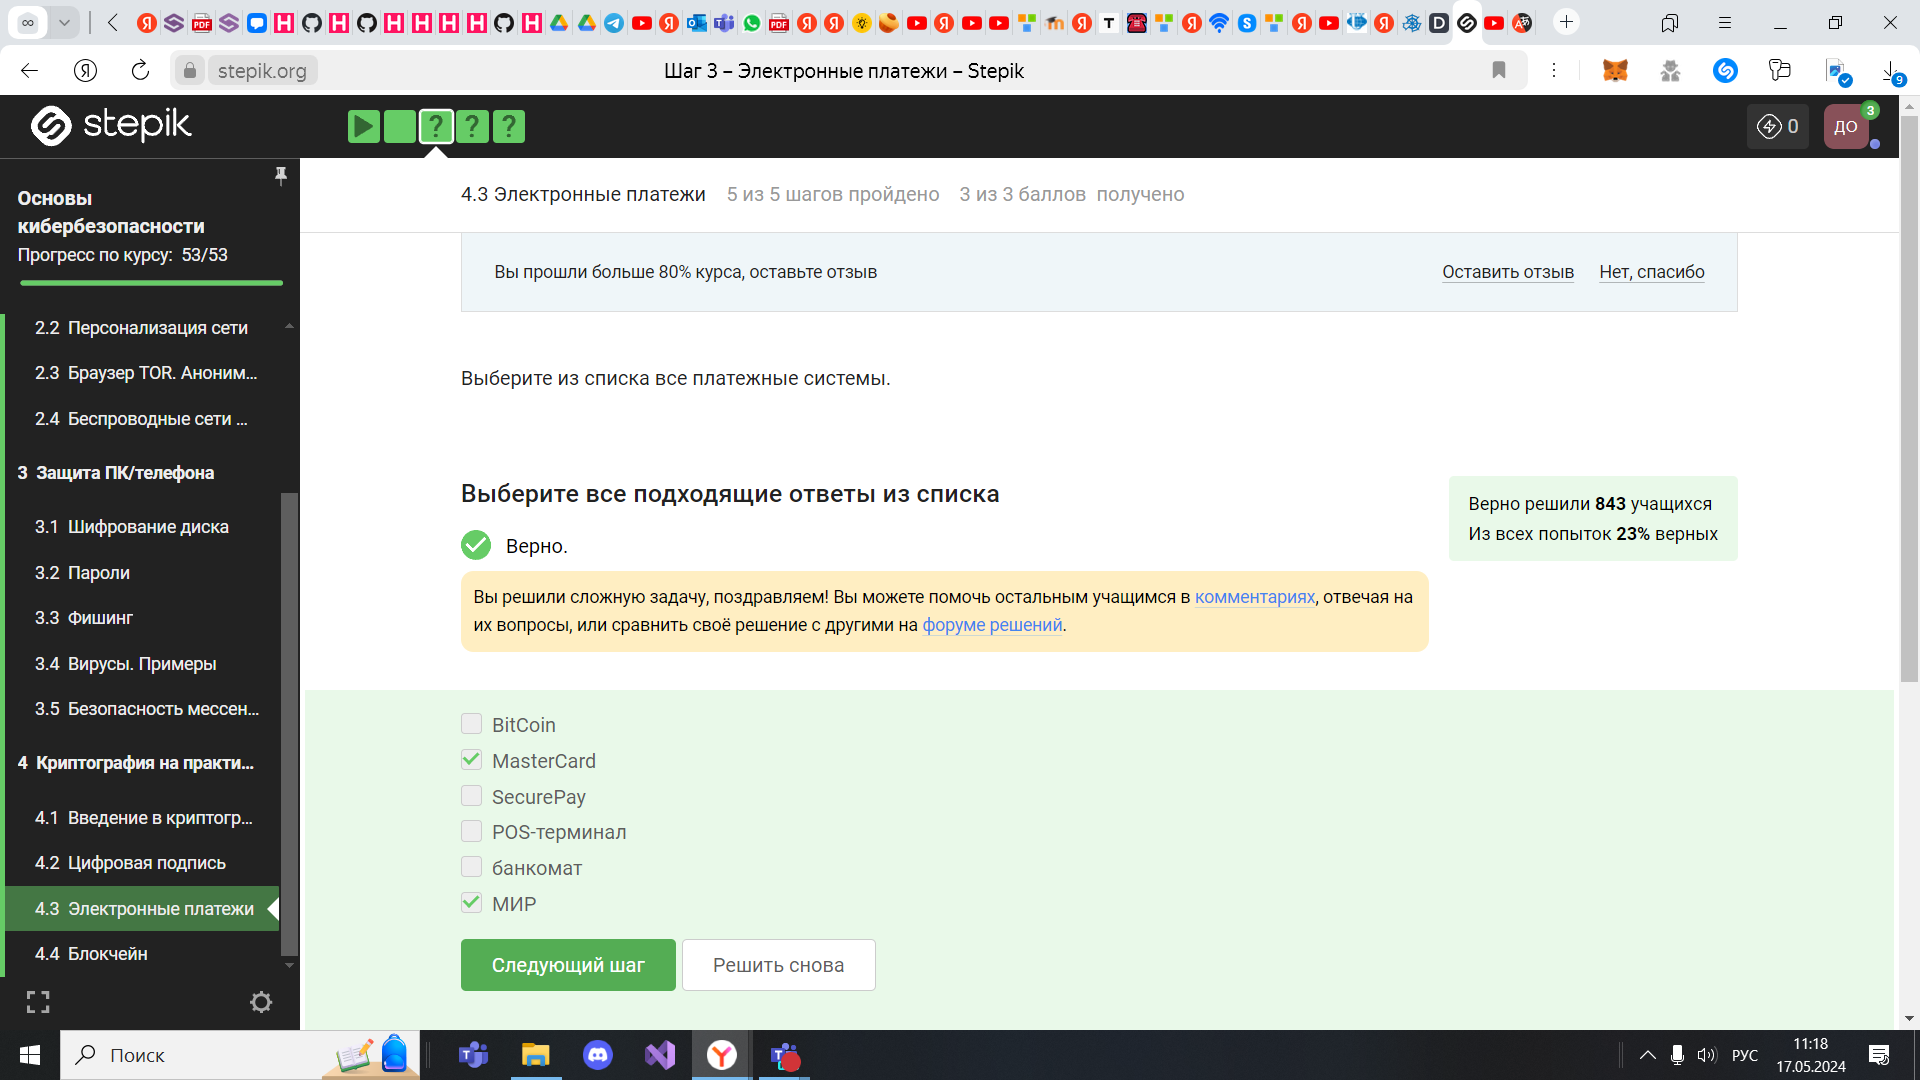 stepik.org
Шаг 3 – Электронные платежи – Stepik
9
stepik
? ? ?
0
ДО
3
Основы
кибербезопасности
Прогресс по курсу: 53/53
2.2 Персонализация сети
2.3 Браузер TOR. Аноним...
2.4 Беспроводные сети ...
3 Защита ПК/телефона
3.1 Шифрование диска
3.2 Пароли
3.3 Фишинг
3.4 Вирусы. Примеры
3.5 Безопасность мессен...
4 Криптография на практи...
4.1 Введение в криптогр...
4.2 Цифровая подпись
4.3 Электронные платежи
4.4 Блокчейн
4.3 Электронные платежи 5 из 5 шагов пройдено 3 из 3 баллов получено
Вы прошли больше 80% курса, оставьте отзыв
Оставить отзыв Нет, спасибо
Выберите из списка все платежные системы.
Выберите все подходящие ответы из списка
Верно.
Вы решили сложную задачу, поздравляем! Вы можете помочь остальным учащимся в комментариях, отвечая на
их вопросы, или сравнить своё решение с другими на форуме решений.
Верно решили 843 учащихся
Из всех попыток 23% верных
BitCoin
MasterCard
SecurePay
POS-терминал
банкомат
МИР
Следующий шаг Решить снова
Поиск
РУС
11:18
17.05.2024